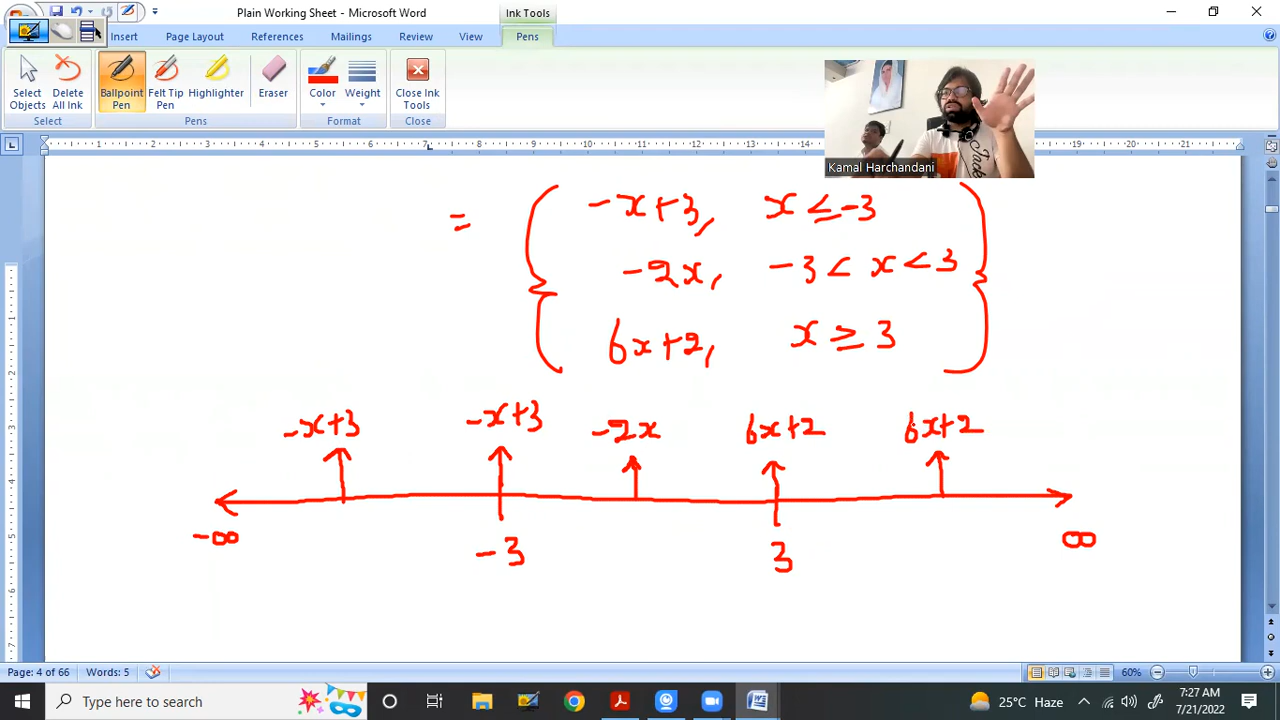 Plain Working Sheet - Microsoft Word
Ink Tools
Insert
Page Layout
References
Mailings
Review
View
Pens
Select Objects
Delete All Ink
Ballpoint Pen
Felt Tip Pen
Highlighter
Eraser
Color
Weight
Close Ink Tools
Select
Pens
Format
Close
Kamal Harchandani
= { -x+3, x ≤ -3
-2x, -3 < x < 3
6x+2, x ≥ 3 }
-x+3 -x+3 -2x 6x+2 6x+2
-∞ -3 3 ∞
Page: 4 of 66
Words: 5
60%
Type here to search
25°C Haze
7:27 AM
7/21/2022